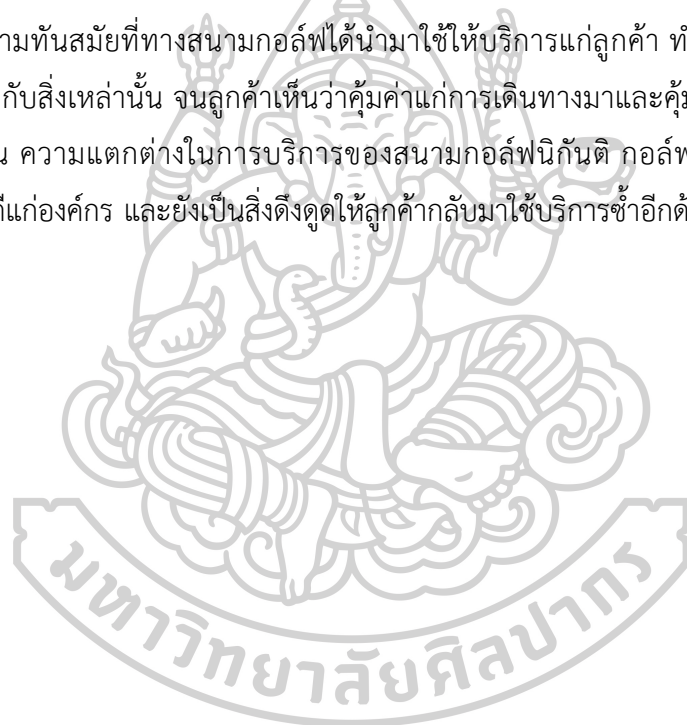 ามทันสมัยที่ทางสนามกอล์ฟได้นำมาใช้ให้บริการแก่ลูกค้า ทำ
กับสิ่งเหล่านั้น จนลูกค้าเห็นว่าคุ้มค่าแก่การเดินทางมาและคุ้ม
น ความแตกต่างในการบริการของสนามกอล์ฟนิกันติ กอล์ฟ
ดีแก่องค์กร และยังเป็นสิ่งดึงดูดให้ลูกค้ากลับมาใช้บริการซ้ำอีกด้
มหาวิทยาลัยศิลปากร